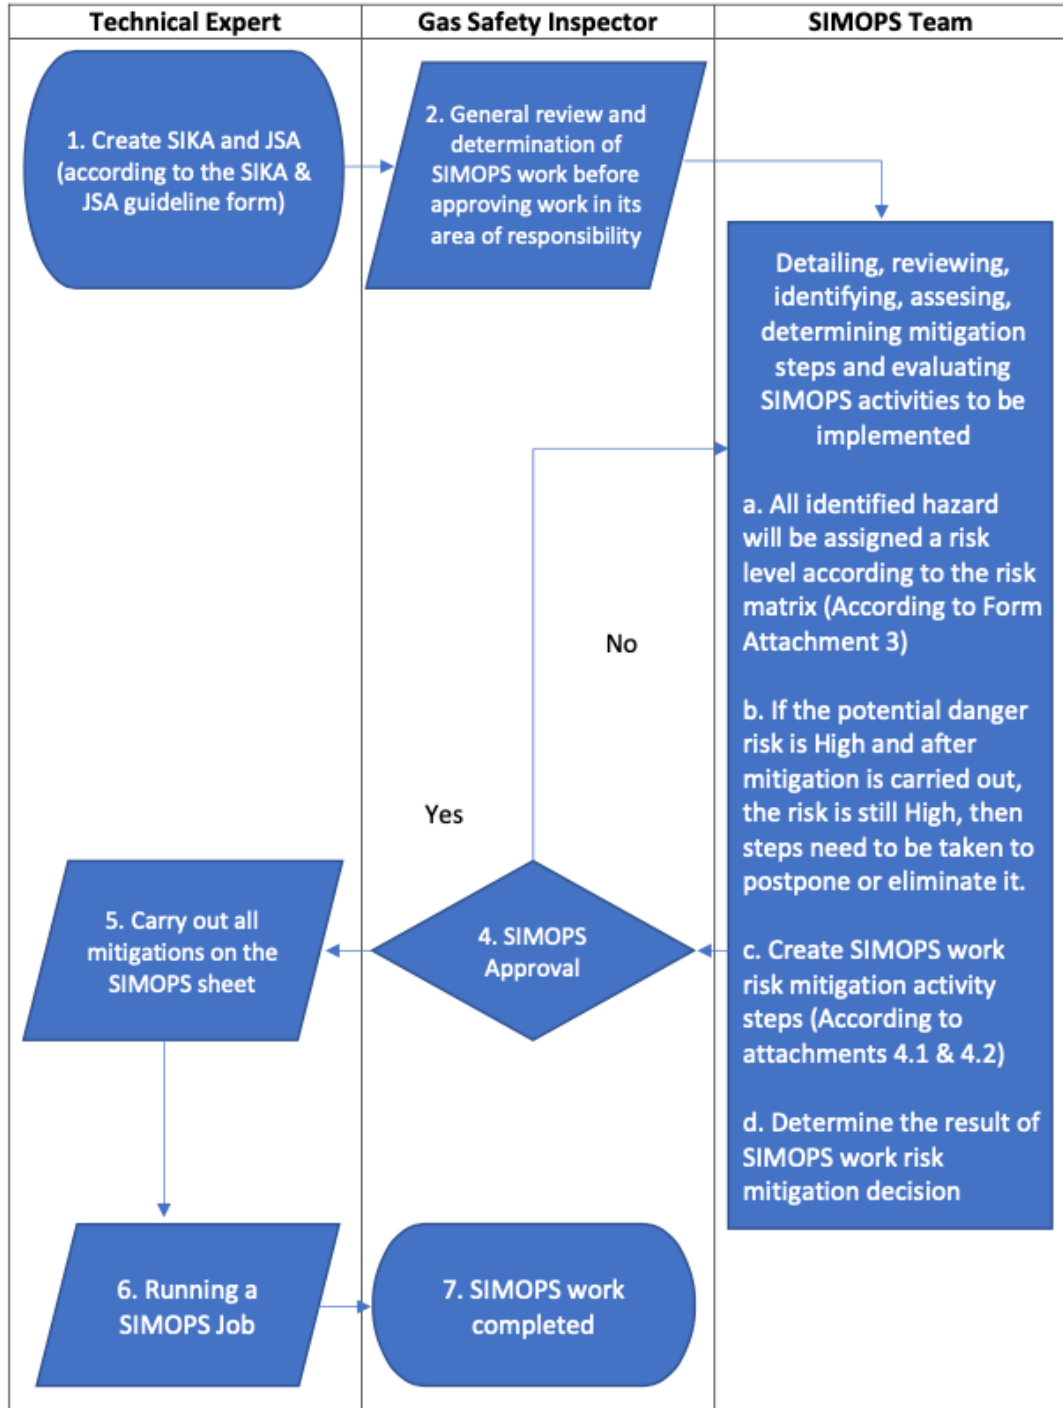 Technical Expert
Gas Safety Inspector
SIMOPS Team
1. Create SIKA and JSA
(according to the SIKA &
JSA guideline form)
2. General review and
determination of
SIMOPS work before
approving work in its
area of responsibility
Detailing, reviewing,
identifying, assesing,
determining mitigation
steps and evaluating
SIMOPS activities to be
implemented
a. All identified hazard
will be assigned a risk
level according to the risk
matrix (According to Form
Attachment 3)
b. If the potential danger
risk is High and after
mitigation is carried out,
the risk is still High, then
steps need to be taken to
postpone or eliminate it.
c. Create SIMOPS work
risk mitigation activity
steps (According to
attachments 4.1 & 4.2)
d. Determine the result of
SIMOPS work risk
mitigation decision
No
Yes
4. SIMOPS
Approval
5. Carry out all
mitigations on the
SIMOPS sheet
6. Running a
SIMOPS Job
7. SIMOPS work
completed